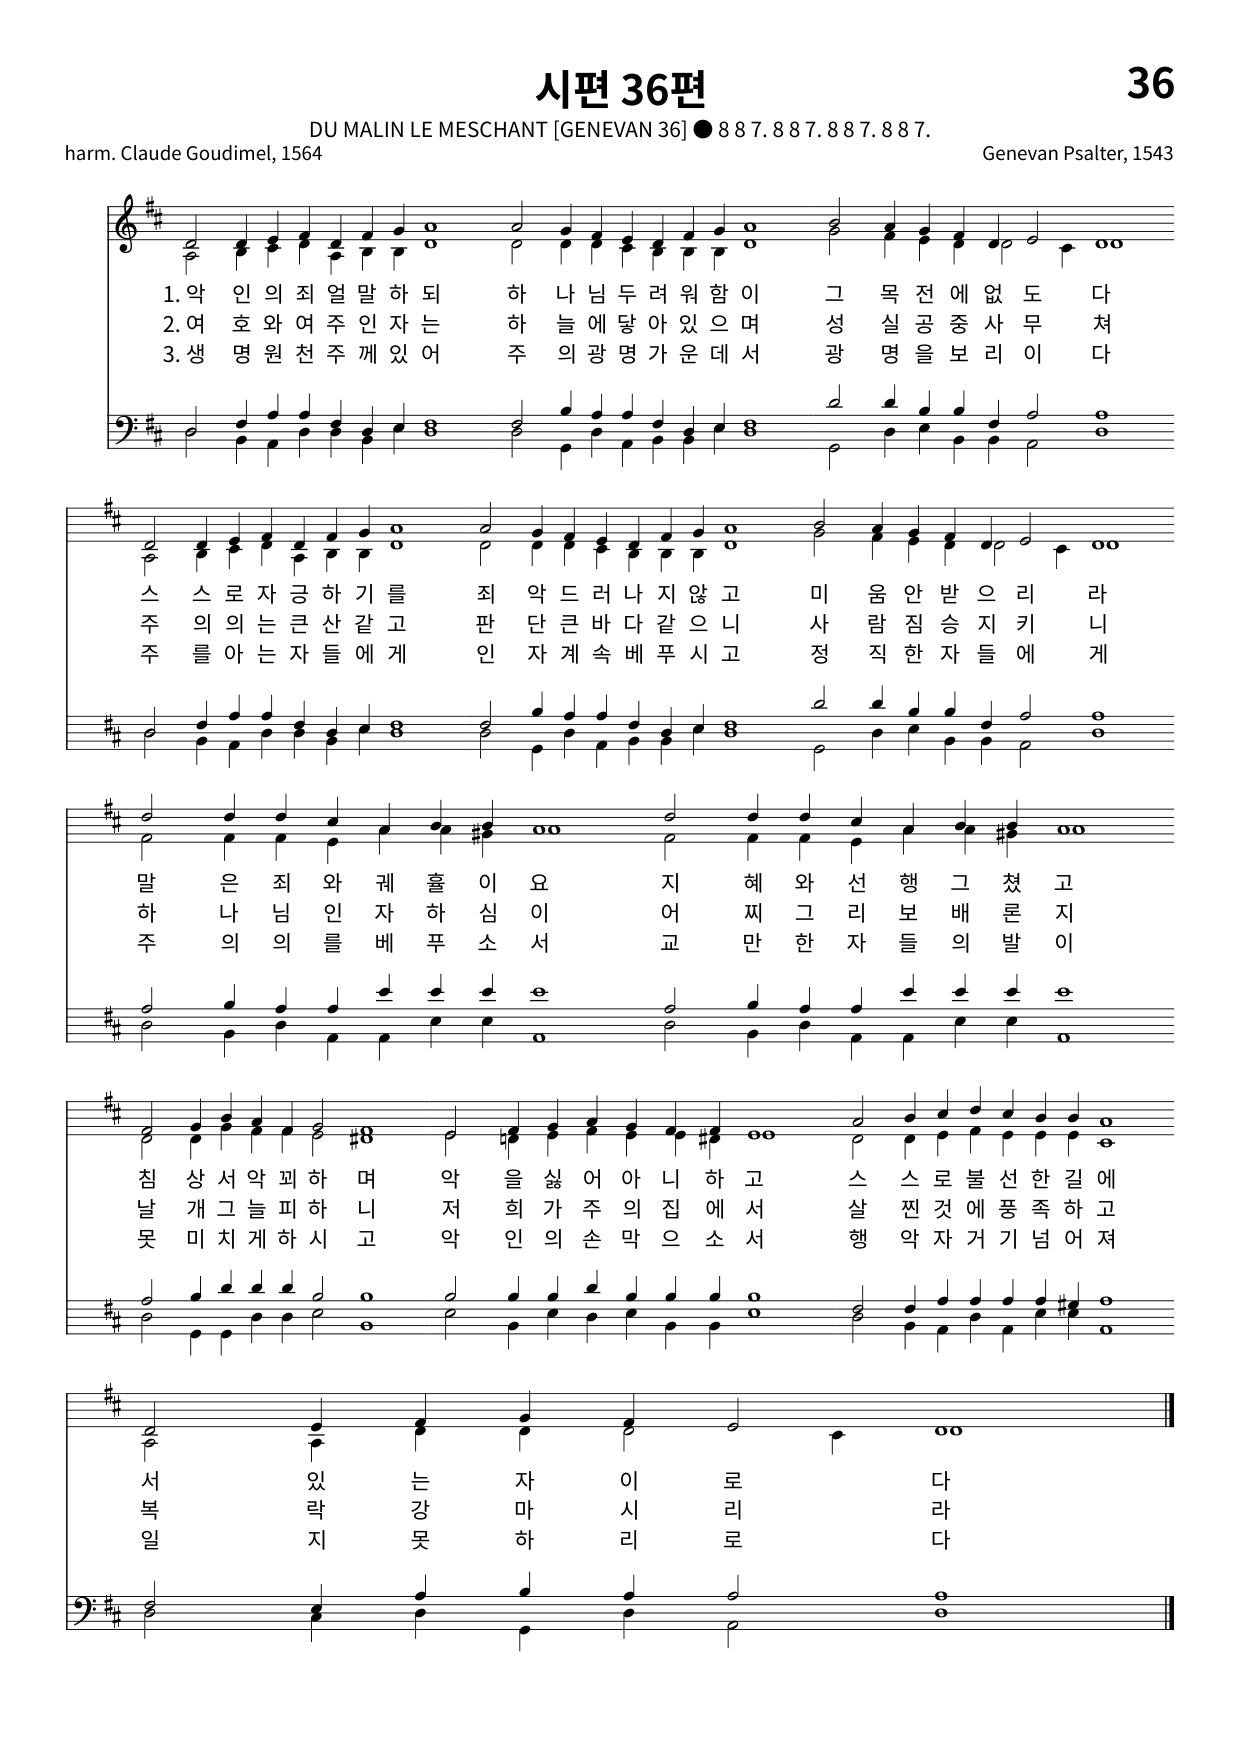 시편 36편
36
DU MALIN LE MESCHANT [GENEVAN 36] ● 8 8 7. 8 8 7. 8 8 7. 8 8 7.
harm. Claude Goudimel, 1564
Genevan Psalter, 1543
1. 악 인 의 죄 얼 말 하 되 하 나 님 두 려 워 함 이 그 목 전 에 없 도 다
2. 여 호 와 여 주 인 자 는 하 늘 에 닿 아 있 으 며 성 실 공 중 사 무 쳐
3. 생 명 원 천 주 께 있 어 주 의 광 명 가 운 데 서 광 명 을 보 리 이 다
스 스 로 자 긍 하 기 를 죄 악 드 러 나 지 않 고 미 움 안 받 으 리 라
주 의 의 는 큰 산 같 고 판 단 큰 바 다 같 으 니 사 람 짐 승 지 키 니
주 를 아 는 자 들 에 게 인 자 계 속 베 푸 시 고 정 직 한 자 들 에 게
말 은 죄 와 궤 휼 이 요 지 혜 와 선 행 그 쳤 고
하 나 님 인 자 하 심 이 어 찌 그 리 보 배 론 지
주 의 의 를 베 푸 소 서 교 만 한 자 들 의 발 이
침 상 서 악 꾀 하 며 악 을 싫 어 아 니 하 고 스 스 로 불 선 한 길 에
날 개 그 늘 피 하 니 저 희 가 주 의 집 에 서 살 찐 것 에 풍 족 하 고
못 미 치 게 하 시 고 악 인 의 손 막 으 소 서 행 악 자 거 기 넘 어 져
서 있 는 자 이 로 다
복 락 강 마 시 리 라
일 지 못 하 리 로 다